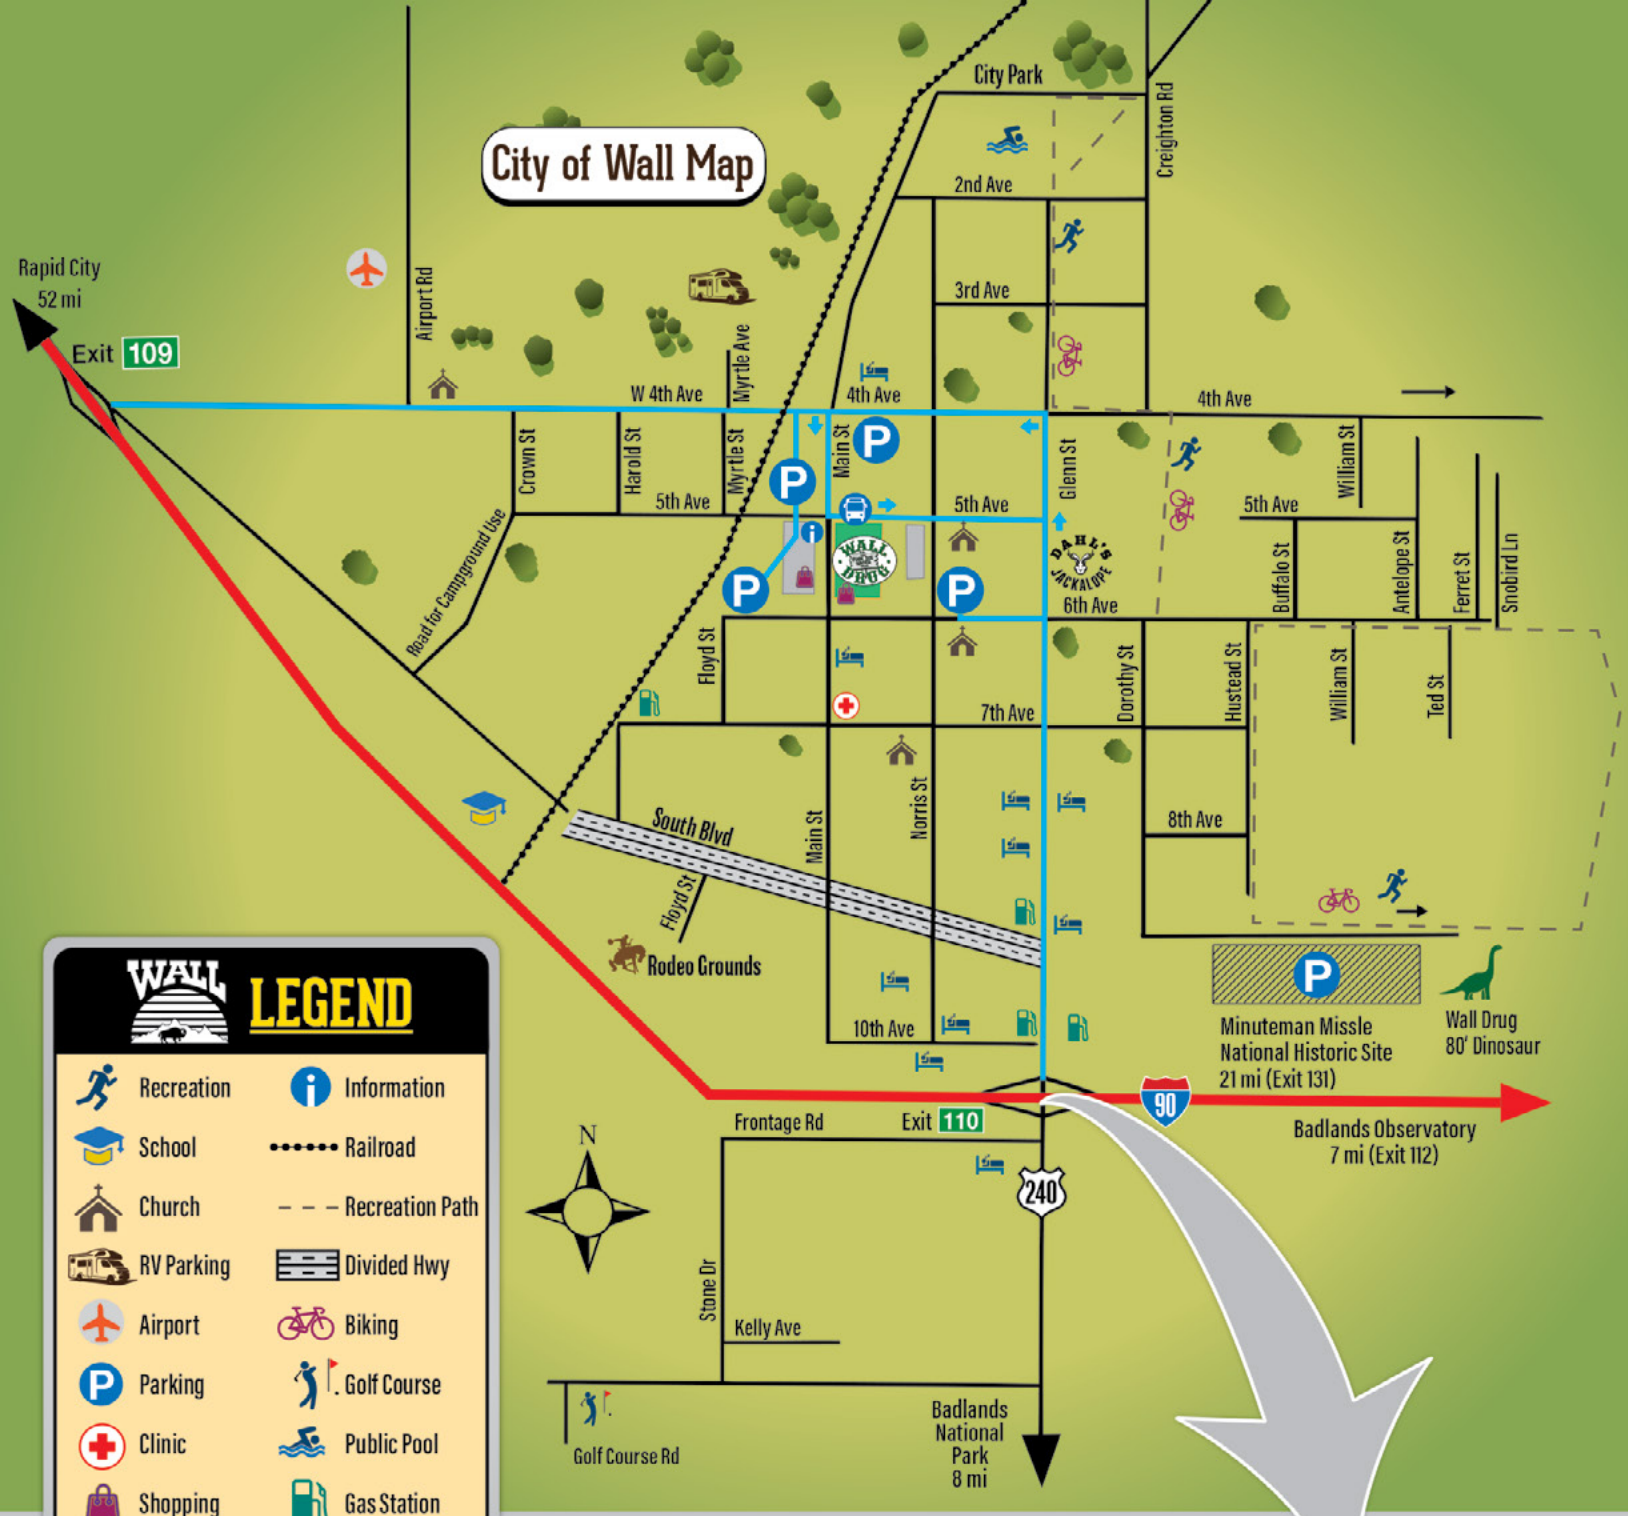 City Park
Creighton Rd
City of Wall Map
2nd Ave
Rapid City
52 mi
Airport Rd
3rd Ave
Exit 109
Myrtle Ave
W 4th Ave
4th Ave
4th Ave
Crown St
Harold St
Myrtle St
Main St
P
Glenn St
William St
P
5th Ave
5th Ave
5th Ave
Road for Campground Use
i
WALL
DRUG
DAHL'S
JACKALOPE
Buffalo St
Antelope St
Ferret St
Snobird Ln
P
P
6th Ave
Floyd St
Dorothy St
Hustead St
William St
Ted St
7th Ave
South Blvd
Main St
Norris St
8th Ave
Floyd St
Rodeo Grounds
P
10th Ave
Minuteman Missle
National Historic Site
21 mi (Exit 131)
Wall Drug
80' Dinosaur
90
Frontage Rd
Exit 110
Badlands Observatory
7 mi (Exit 112)
N
240
Stone Dr
Kelly Ave
Badlands
National
Park
8 mi
Golf Course Rd
WALL
LEGEND
Recreation
i Information
School
Railroad
Church
Recreation Path
RV Parking
Divided Hwy
Airport
Biking
P Parking
Golf Course
Clinic
Public Pool
Shopping
Gas Station